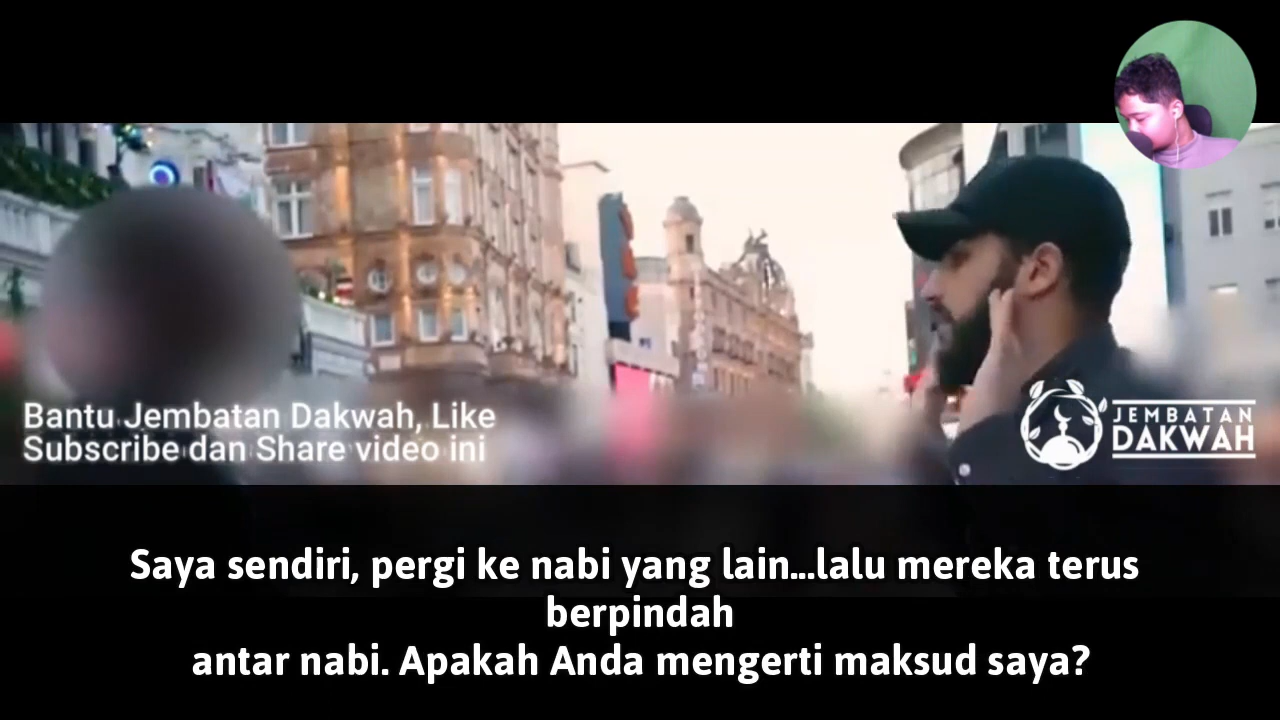 Bantu Jembatan Dakwah, Like
Subscribe dan Share video ini
JEMBATAN
DAKWAH
Saya sendiri, pergi ke nabi yang lain...lalu mereka terus
berpindah
antar nabi. Apakah Anda mengerti maksud saya?